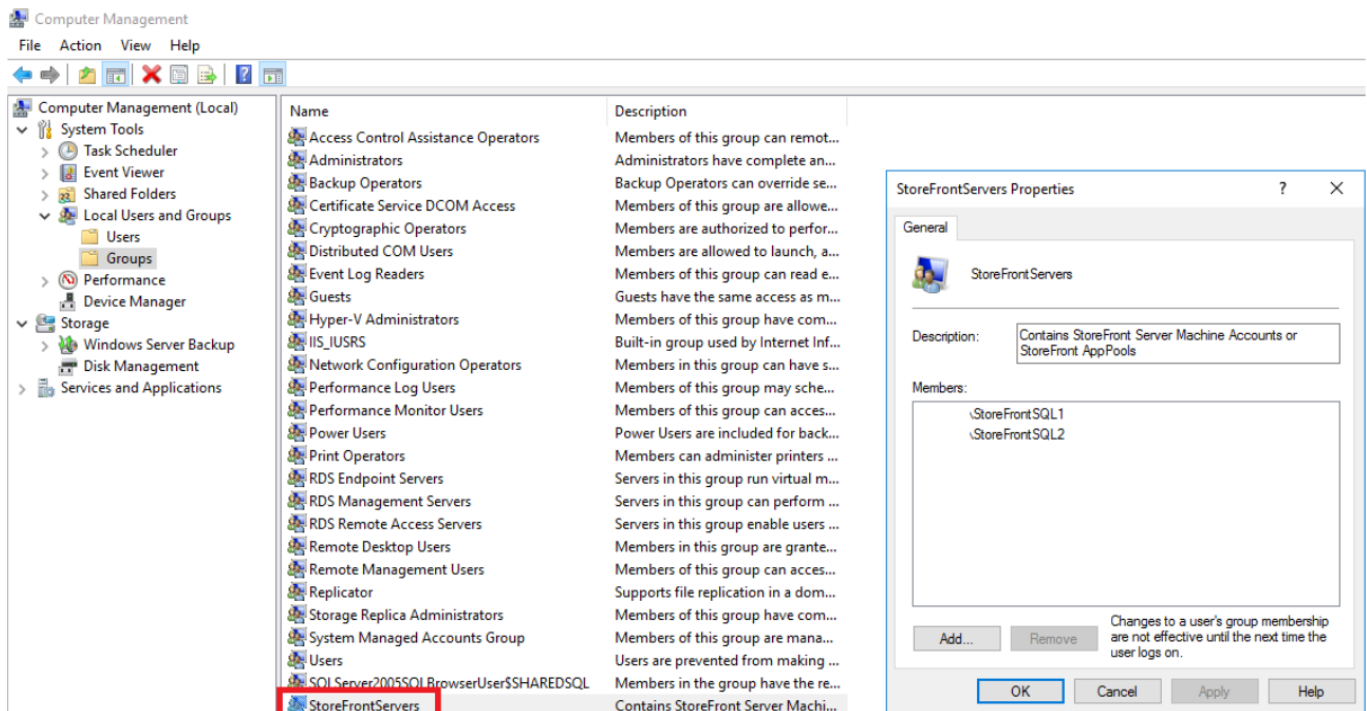 Computer Management
File Action View Help
Computer Management (Local)
System Tools
Task Scheduler
Event Viewer
Shared Folders
Local Users and Groups
Users
Groups
Performance
Device Manager
Storage
Windows Server Backup
Disk Management
Services and Applications
Name Description
Access Control Assistance Operators Members of this group can remot...
Administrators Administrators have complete an...
Backup Operators Backup Operators can override se...
Certificate Service DCOM Access Members of this group are allowe...
Cryptographic Operators Members are authorized to perfor...
Distributed COM Users Members are allowed to launch, a...
Event Log Readers Members of this group can read e...
Guests Guests have the same access as m...
Hyper-V Administrators Members of this group have com...
IIS_IUSRS Built-in group used by Internet Inf...
Network Configuration Operators Members in this group can have s...
Performance Log Users Members of this group may sche...
Performance Monitor Users Members of this group can acces...
Power Users Power Users are included for back...
Print Operators Members can administer printers ...
RDS Endpoint Servers Servers in this group run virtual m...
RDS Management Servers Servers in this group can perform ...
RDS Remote Access Servers Servers in this group enable users ...
Remote Desktop Users Members in this group are grante...
Remote Management Users Members of this group can acces...
Replicator Supports file replication in a dom...
Storage Replica Administrators Members of this group have com...
System Managed Accounts Group Members of this group are mana...
Users Users are prevented from making ...
SQLServer2005SQLBrowserUser$SHAREDSQL Members in the group have the re...
StoreFrontServers Contains StoreFront Server Machi...
StoreFrontServers Properties ? X
General
StoreFrontServers
Description: Contains StoreFront Server Machine Accounts or
StoreFront AppPools
Members:
\StoreFrontSQL1
\StoreFrontSQL2
Add... Remove
Changes to a user's group membership
are not effective until the next time the
user logs on.
OK Cancel Apply Help